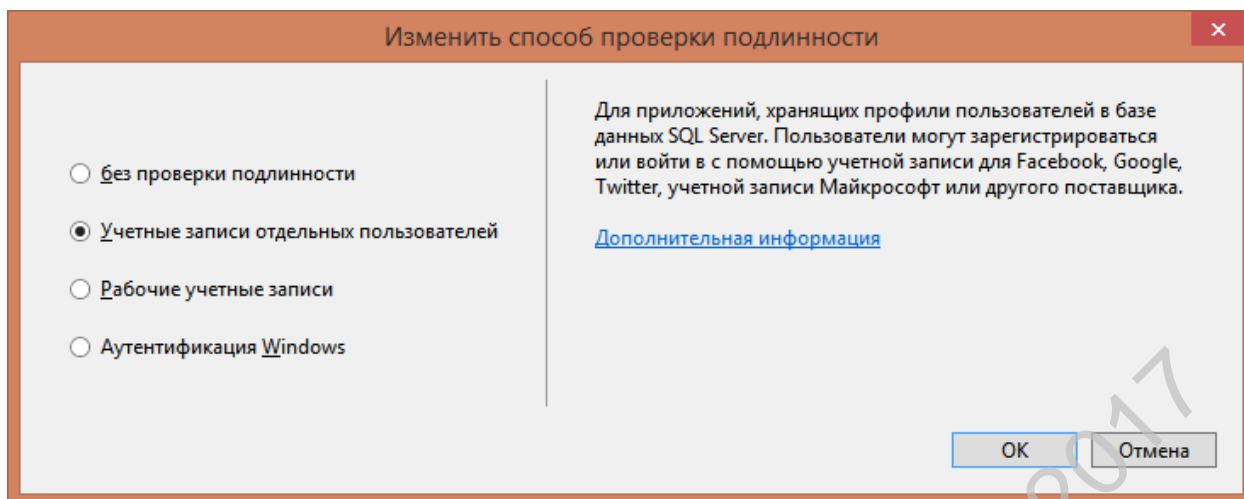 Изменить способ проверки подлинности
без проверки подлинности
Учетные записи отдельных пользователей
Рабочие учетные записи
Аутентификация Windows
Для приложений, хранящих профили пользователей в базе
данных SQL Server. Пользователи могут зарегистрироваться
или войти в с помощью учетной записи для Facebook, Google,
Twitter, учетной записи Майкрософт или другого поставщика.
Дополнительная информация
ОК
Отмена
2017